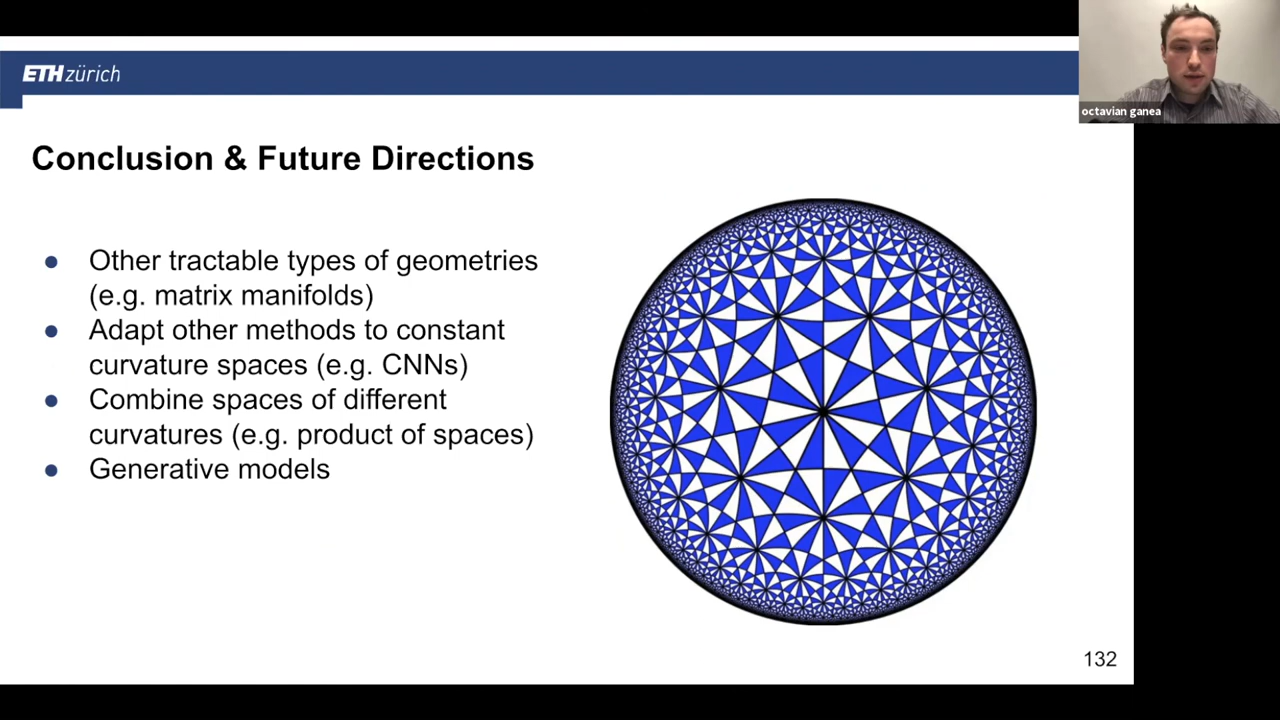 ETH zürich
octavian ganea
Conclusion & Future Directions
● Other tractable types of geometries
(e.g. matrix manifolds)
● Adapt other methods to constant
curvature spaces (e.g. CNNs)
● Combine spaces of different
curvatures (e.g. product of spaces)
● Generative models
132